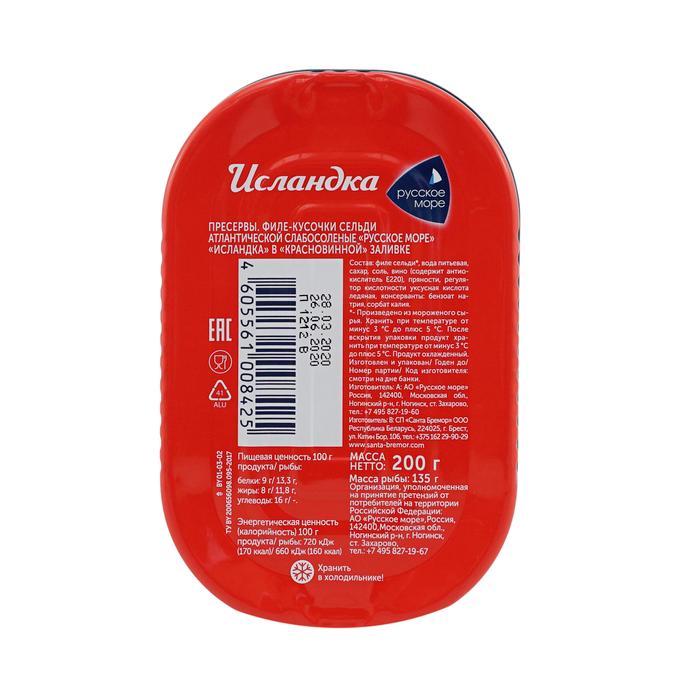 Исландка
русское
море
ПРЕСЕРВЫ. ФИЛЕ-КУСОЧКИ СЕЛЬДИ
АТЛАНТИЧЕСКОЙ СЛАБОСОЛЕНЫЕ «РУССКОЕ МОРЕ»
«ИСЛАНДКА» В «КРАСНОВИННОЙ» ЗАЛИВКЕ
4 605561 008425
28.03.2020
26.06.2020
П 1212 В
Состав: филе сельди*, вода питьевая,
сахар, соль, вино (содержит антио-
кислитель Е220), пряности, регуля-
тор кислотности уксусная кислота
ледяная, консерванты: бензоат на-
трия, сорбат калия.
*- Произведено из мороженого сы-
рья. Хранить при температуре от
минус 3 °С до плюс 5 °С. После
вскрытия упаковки продукт хра-
нить при температуре от минус 3 °С
до плюс 5 °С. Продукт охлажденный.
Изготовлен и упакован/ Годен до/
Номер партии/ Код изготовителя:
смотри на дне банки.
Изготовитель: А: АО «Русское море»
Россия, 142400, Московская обл.,
Ногинский р-н, г. Ногинск, ст. Захарово,
тел.:+7 495 827-19-60
Изготовитель: В: СП «Санта Бремор» ООО
Республика Беларусь, 224025, г. Брест,
ул. Катин Бор, 106, тел.: +375 162 29-90-29
www.santa-bremor.com
EAC
41
ALU
BY 01-03-02
ТУ BY 200656098.095-2017
Пищевая ценность 100 г
продукта/ рыбы:
белки: 9 г/ 13,3 г,
жиры: 8 г/ 11,8 г,
углеводы: 16 г/ -.
Энергетическая ценность
(калорийность) 100 г
продукта/ рыбы: 720 кДж
(170 ккал)/ 660 кДж (160 ккал)
МАССА
НЕТТО: 200 г
Масса рыбы: 135 г
Организация, уполномоченная
на принятие претензий от
потребителей на территории
Российской Федерации:
АО «Русское море»,Россия,
142400,Московская обл.,
Ногинский р-н, г. Ногинск,
ст. Захарово,
тел.: +7 495 827-19-67
Хранить
в холодильнике!